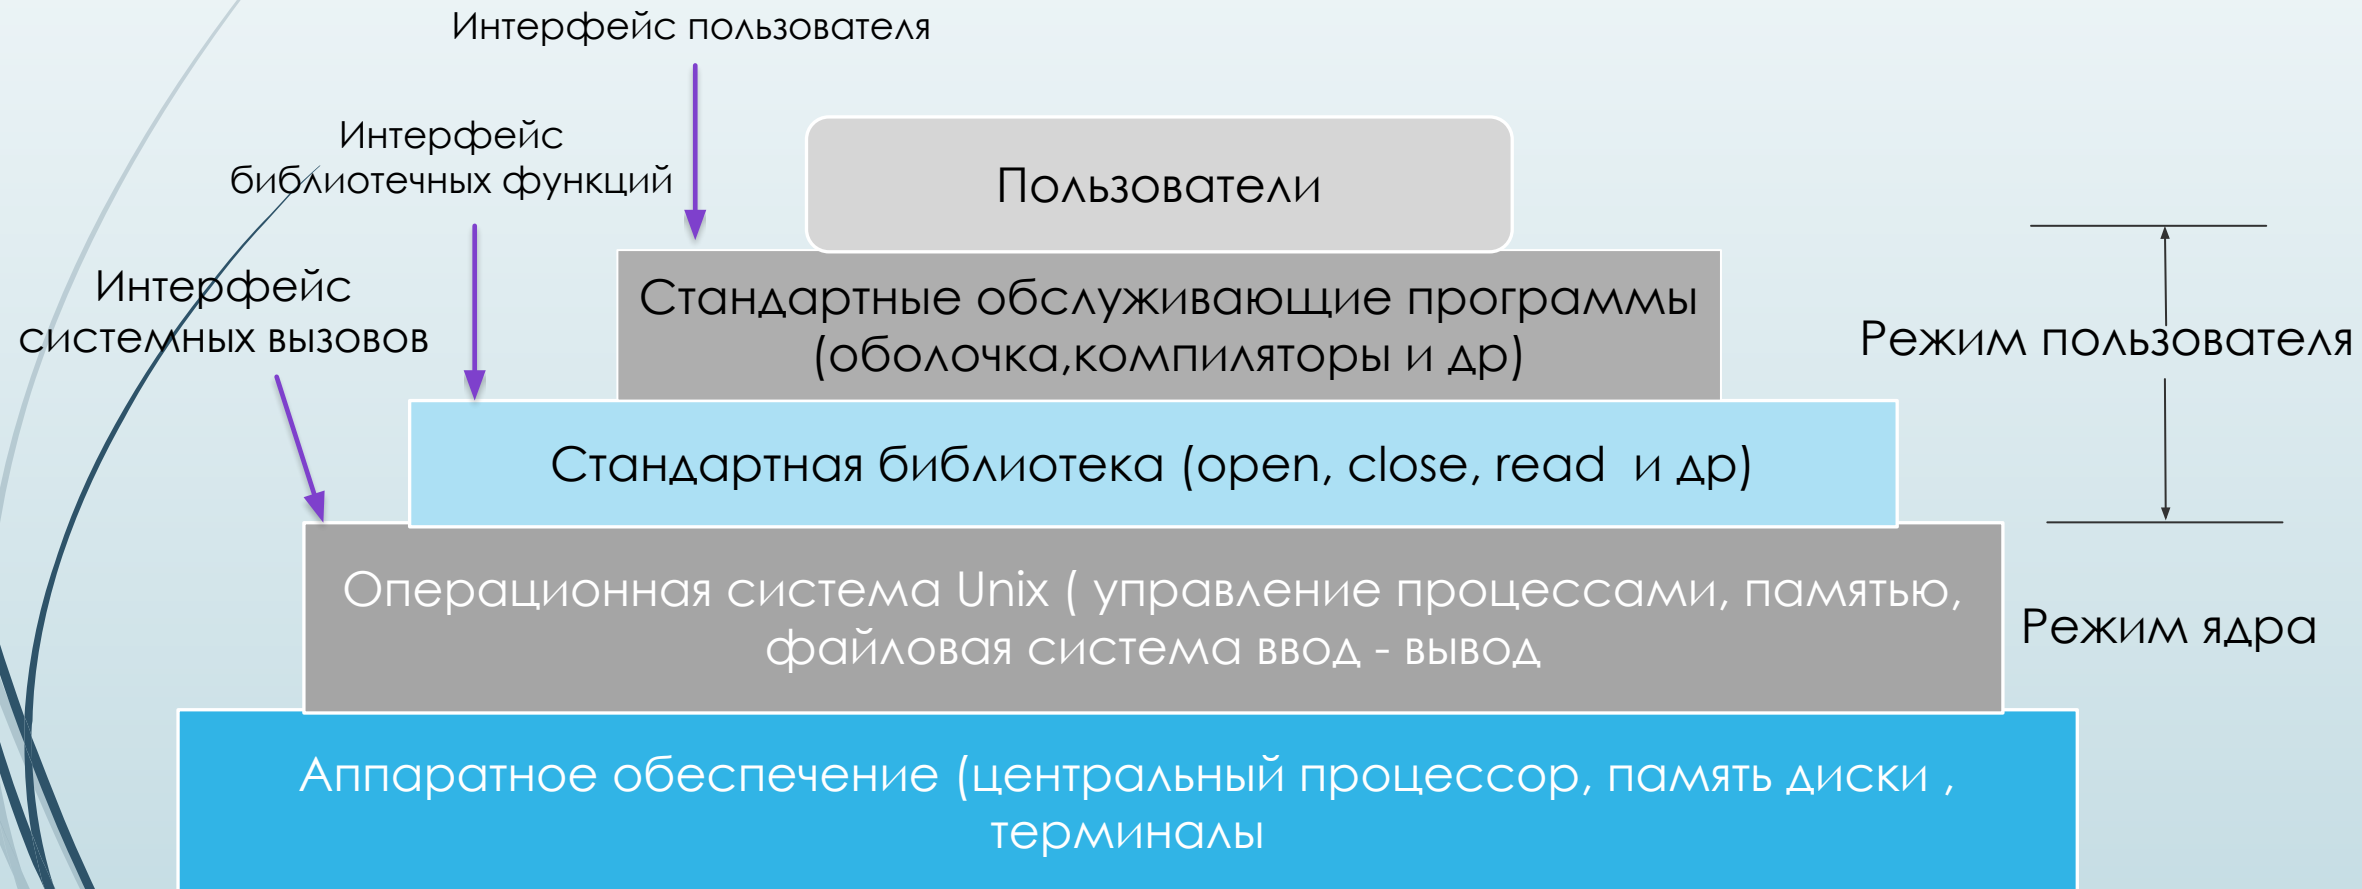 Интерфейс пользователя
Интерфейс
библиотечных функций
Пользователи
Интерфейс
системных вызовов
Стандартные обслуживающие программы
(оболочка,компиляторы и др)
Режим пользователя
Стандартная библиотека (open, close, read и др)
Операционная система Unix ( управление процессами, памятью,
файловая система ввод - вывод
Режим ядра
Аппаратное обеспечение (центральный процессор, память диски ,
терминалы